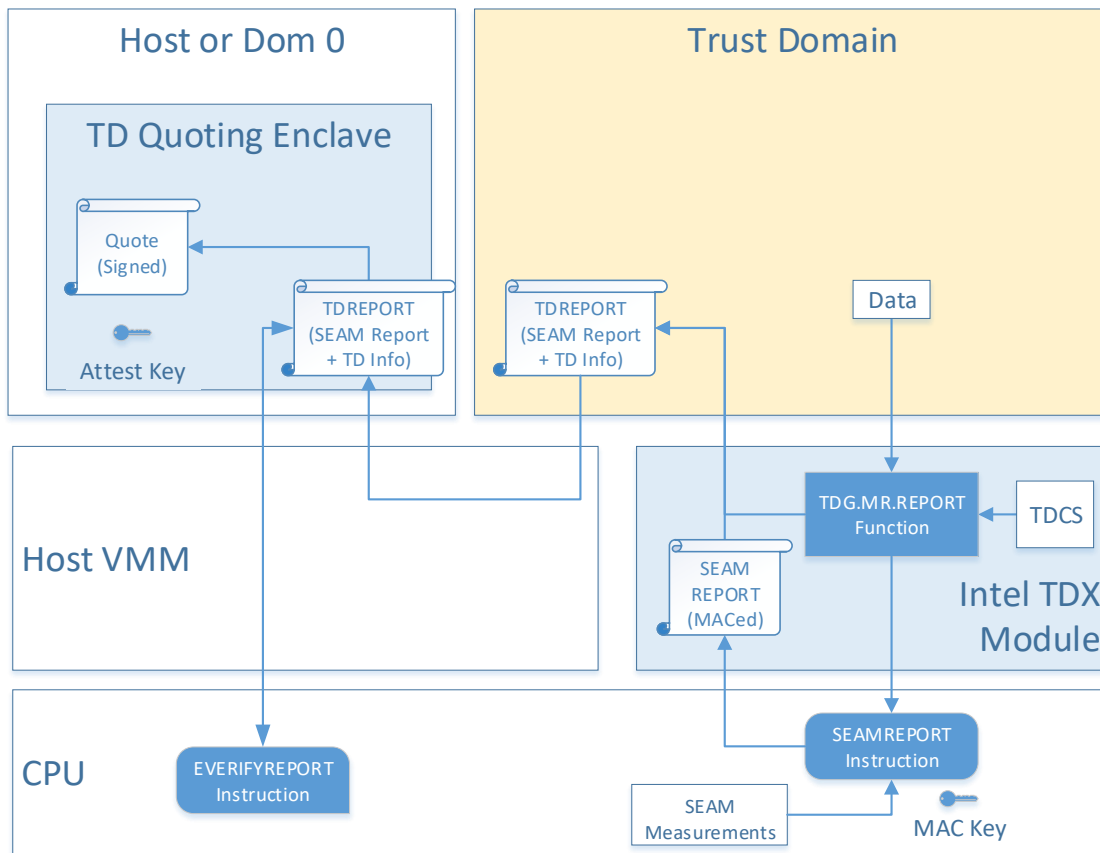 Host or Dom 0
Trust Domain
TD Quoting Enclave
Quote
(Signed)
TDREPORT
(SEAM Report
+ TD Info)
TDREPORT
(SEAM Report
+ TD Info)
Data
Attest Key
Host VMM
TDG.MR.REPORT
Function
TDCS
SEAM
REPORT
(MACed)
Intel TDX
Module
CPU
EVERIFYREPORT
Instruction
SEAMREPORT
Instruction
SEAM
Measurements
MAC Key